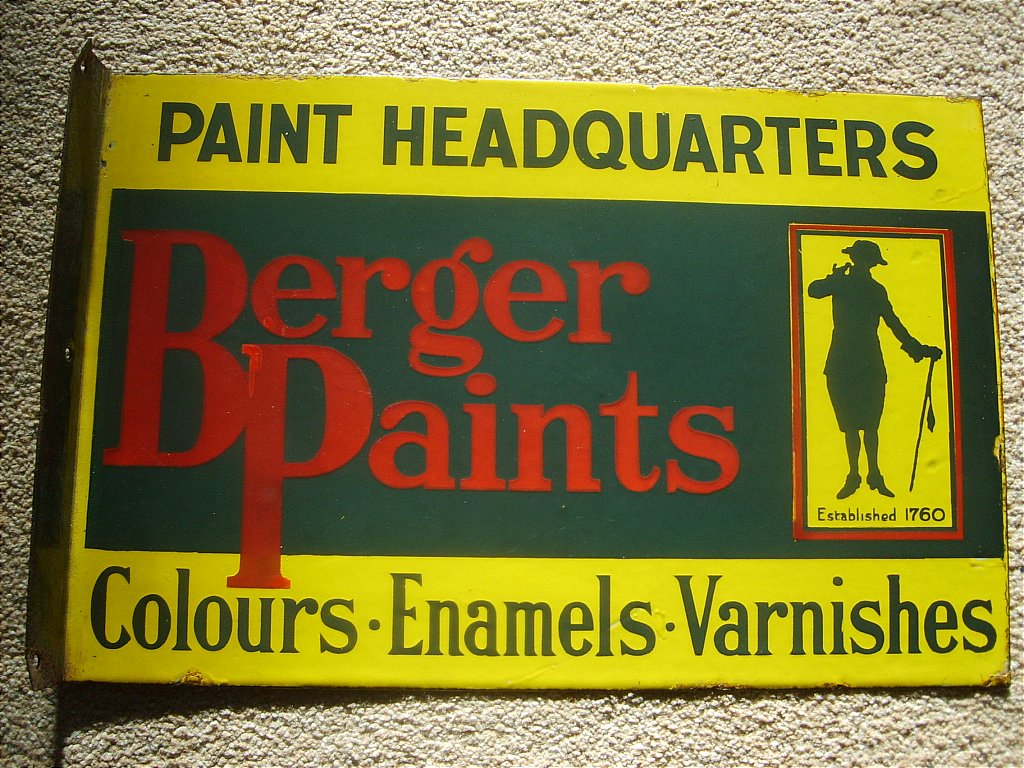 PAINT HEADQUARTERS
Berger
Paints
Established 1760
Colours · Enamels · Varnishes